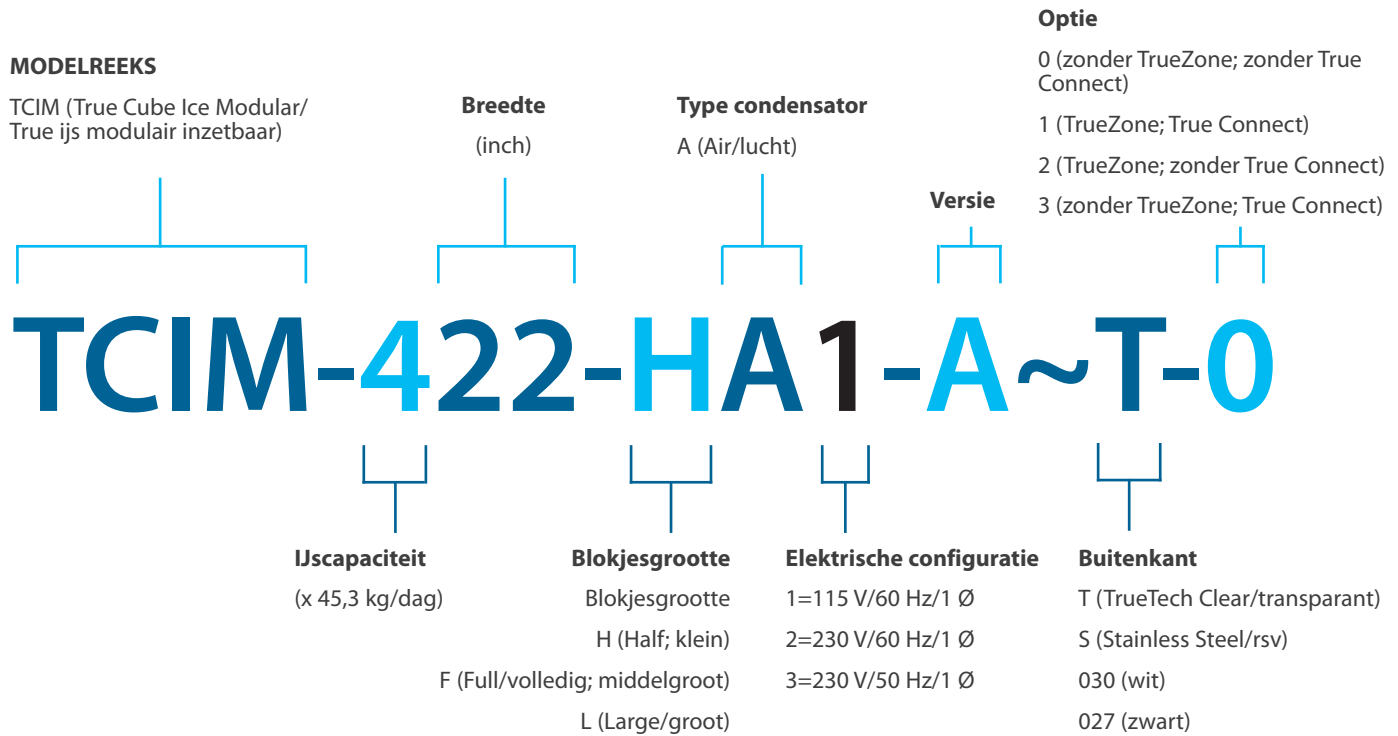 MODELREEKS
TCIM (True Cube Ice Modular/
True ijs modulair inzetbaar)
Breedte
(inch)
Type condensator
A (Air/lucht)
Versie
Optie
0 (zonder TrueZone; zonder True
Connect)
1 (TrueZone; True Connect)
2 (TrueZone; zonder True Connect)
3 (zonder TrueZone; True Connect)
TCIM-422-HA1-A~T-0
IJscapaciteit
(x 45,3 kg/dag)
Blokjesgrootte
Blokjesgrootte
H (Half; klein)
F (Full/volledig; middelgroot)
L (Large/groot)
Elektrische configuratie
1=115 V/60 Hz/1 Ø
2=230 V/60 Hz/1 Ø
3=230 V/50 Hz/1 Ø
Buitenkant
T (TrueTech Clear/transparant)
S (Stainless Steel/rsv)
030 (wit)
027 (zwart)